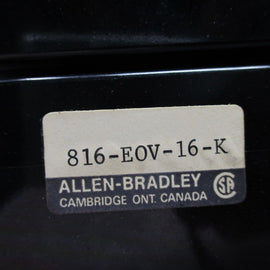 816-EOV-16-K
ALLEN-BRADLEY
CAMBRIDGE ONT. CANADA